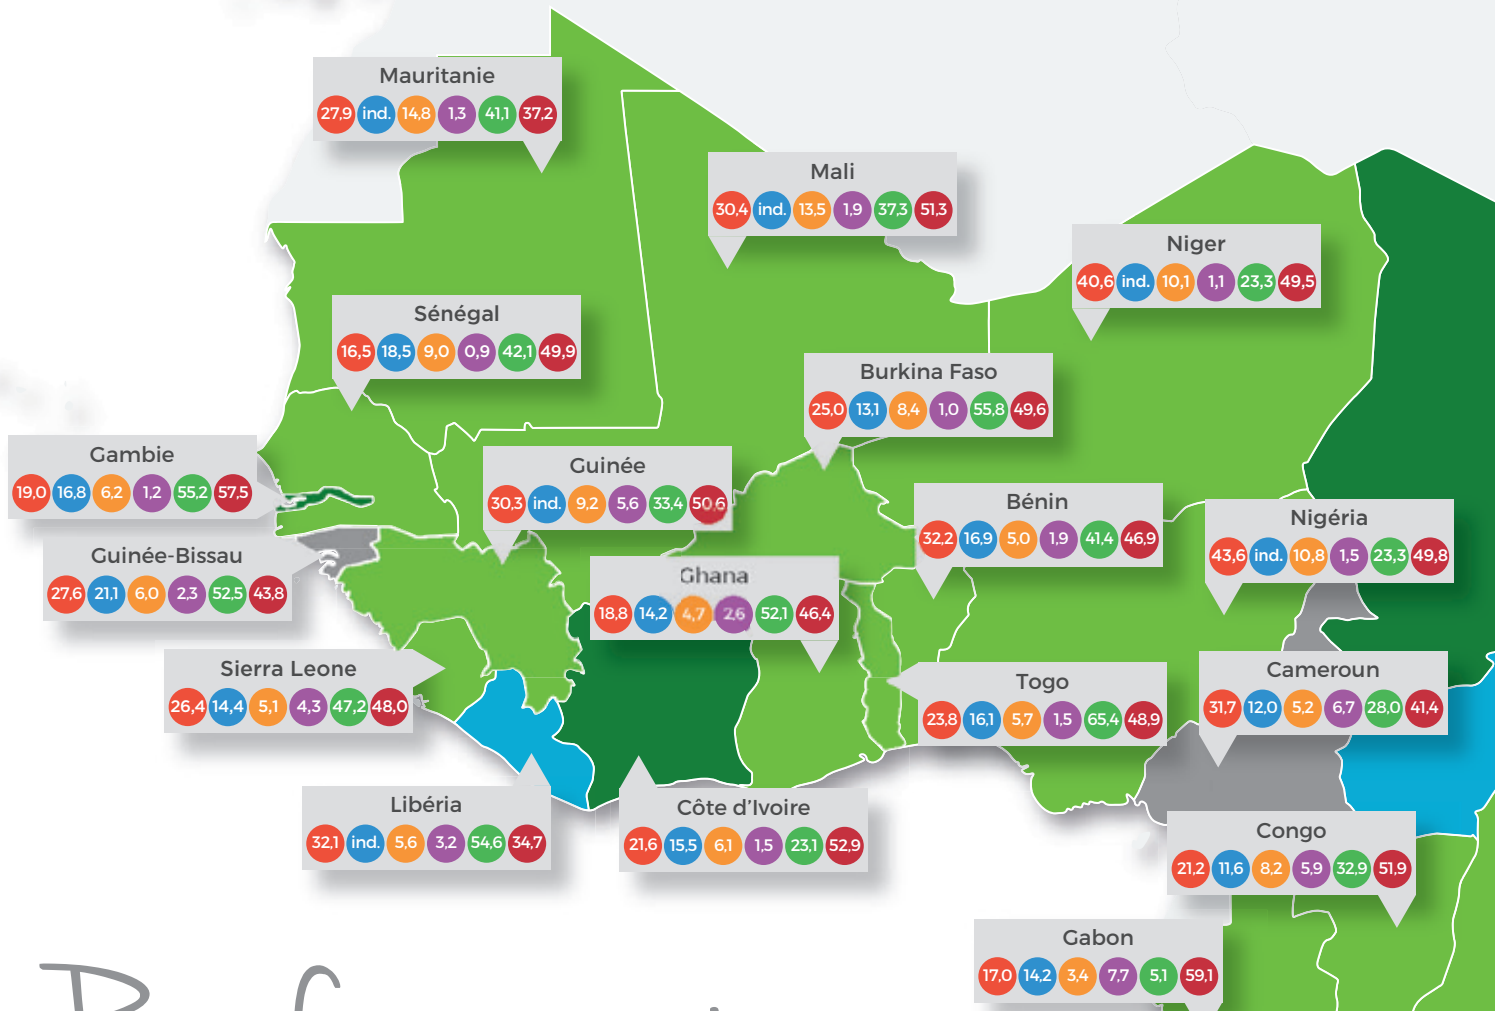 Mauritanie
27,9 ind. 14,8 1,3 41,1 37,2
Mali
30,4 ind. 13,5 1,9 37,3 51,3
Niger
40,6 ind. 10,1 1,1 23,3 49,5
Sénégal
16,5 18,5 9,0 0,9 42,1 49,9
Burkina Faso
25,0 13,1 8,4 1,0 55,8 49,6
Gambie
19,0 16,8 6,2 1,2 55,2 57,5
Guinée
30,3 ind. 9,2 5,6 33,4 50,6
Bénin
32,2 16,9 5,0 1,9 41,4 46,9
Nigéria
43,6 ind. 10,8 1,5 23,3 49,8
Guinée-Bissau
27,6 21,1 6,0 2,3 52,5 43,8
Ghana
18,8 14,2 4,7 2,6 52,1 46,4
Sierra Leone
26,4 14,4 5,1 4,3 47,2 48,0
Togo
23,8 16,1 5,7 1,5 65,4 48,9
Cameroun
31,7 12,0 5,2 6,7 28,0 41,4
Libéria
32,1 ind. 5,6 3,2 54,6 34,7
Côte d'Ivoire
21,6 15,5 6,1 1,5 23,1 52,9
Congo
21,2 11,6 8,2 5,9 32,9 51,9
Gabon
17,0 14,2 3,4 7,7 5,1 59,1